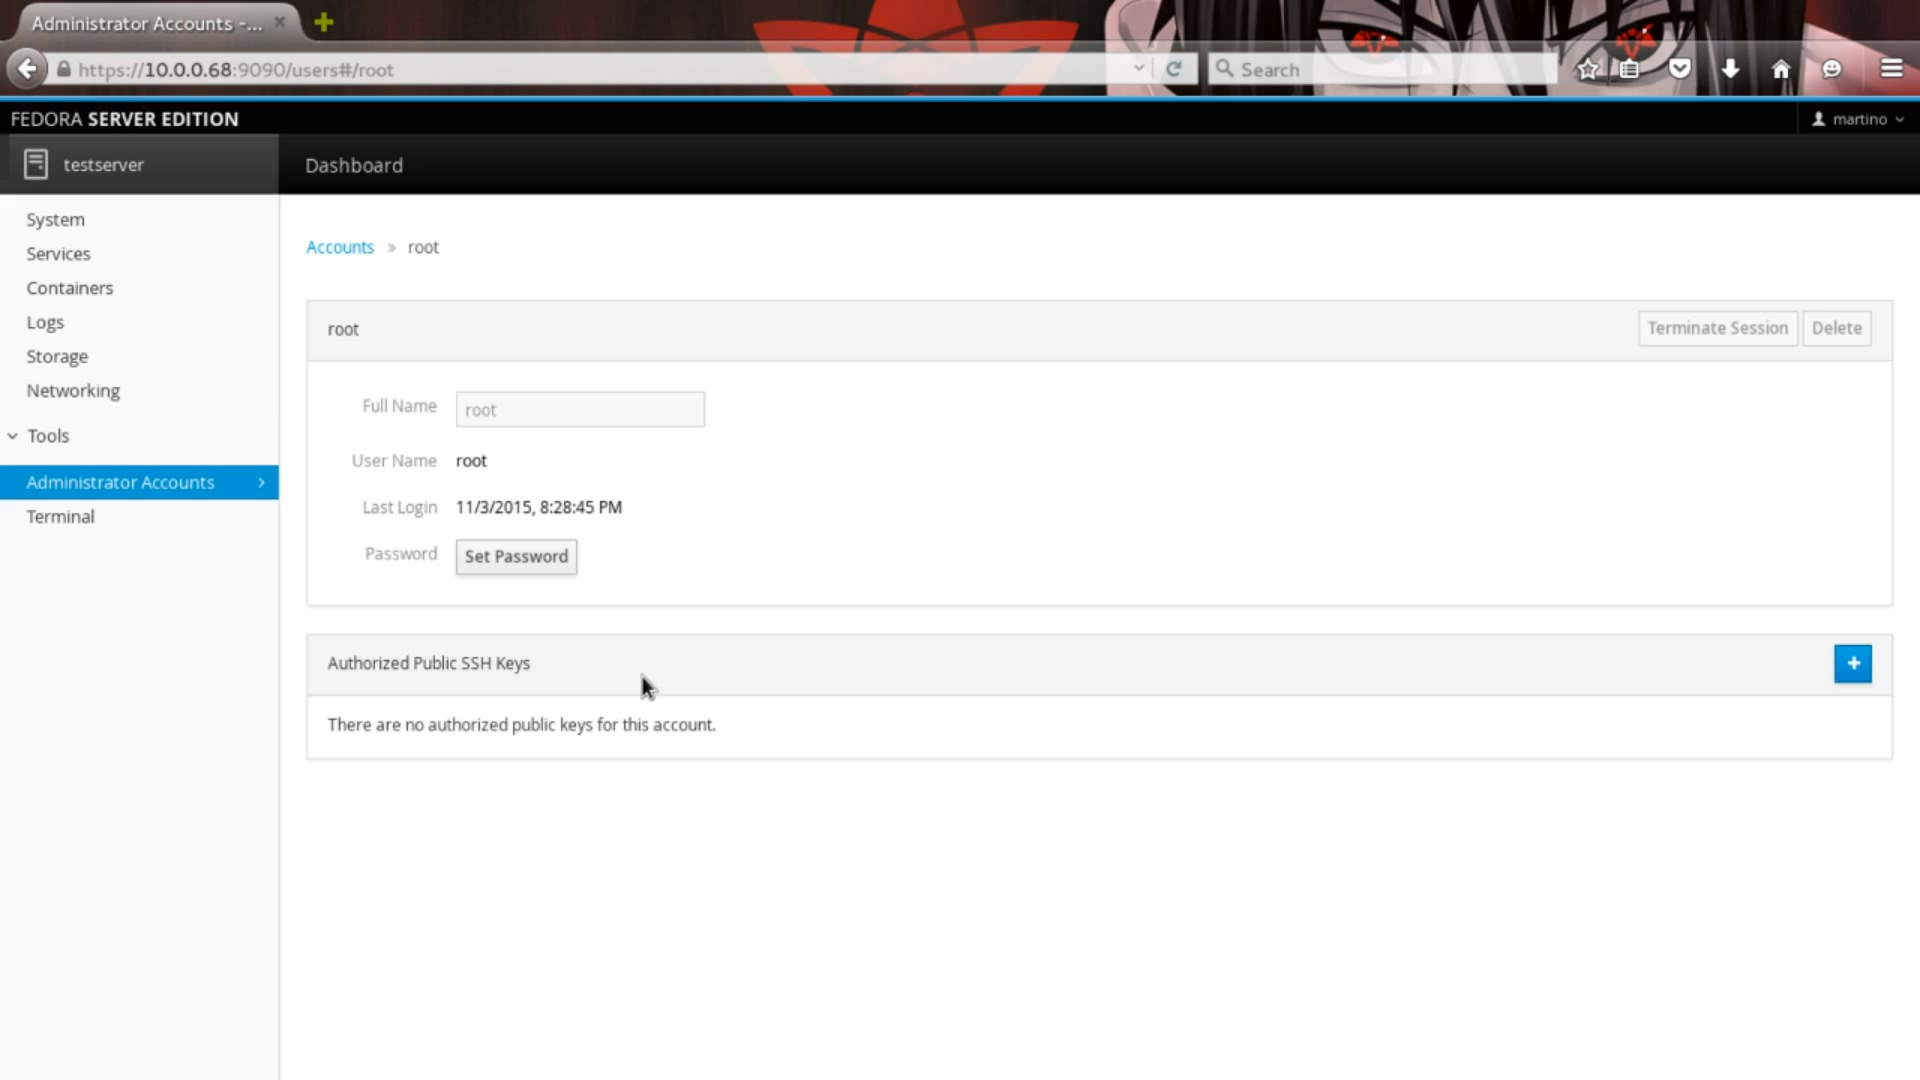 Administrator Accounts -...
https://10.0.0.68:9090/users#/root
Search
FEDORA SERVER EDITION
martino
testserver
Dashboard
System
Services
Containers
Logs
Storage
Networking
Tools
Administrator Accounts
Terminal
Accounts » root
root
Terminate Session
Delete
Full Name
root
User Name
root
Last Login
11/3/2015, 8:28:45 PM
Password
Set Password
Authorized Public SSH Keys
There are no authorized public keys for this account.